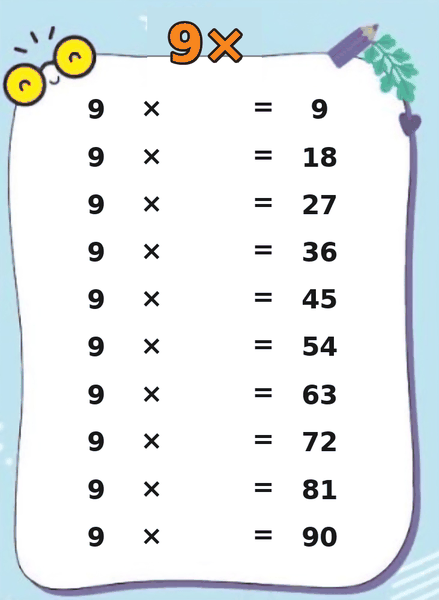 9×
9 × = 9
9 × = 18
9 × = 27
9 × = 36
9 × = 45
9 × = 54
9 × = 63
9 × = 72
9 × = 81
9 × = 90